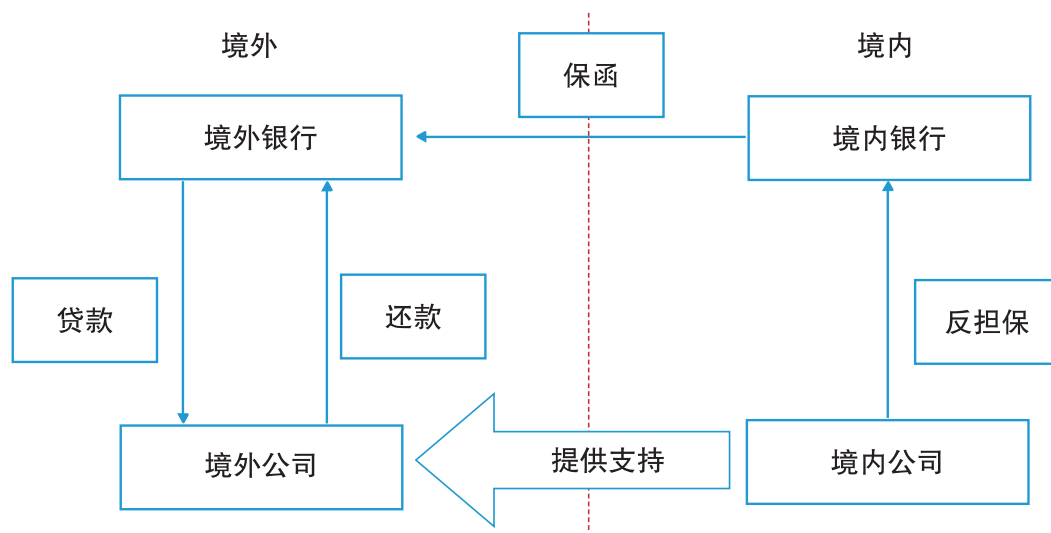 境外
保函
境内
境外银行
境内银行
贷款
还款
反担保
境外公司
提供支持
境内公司